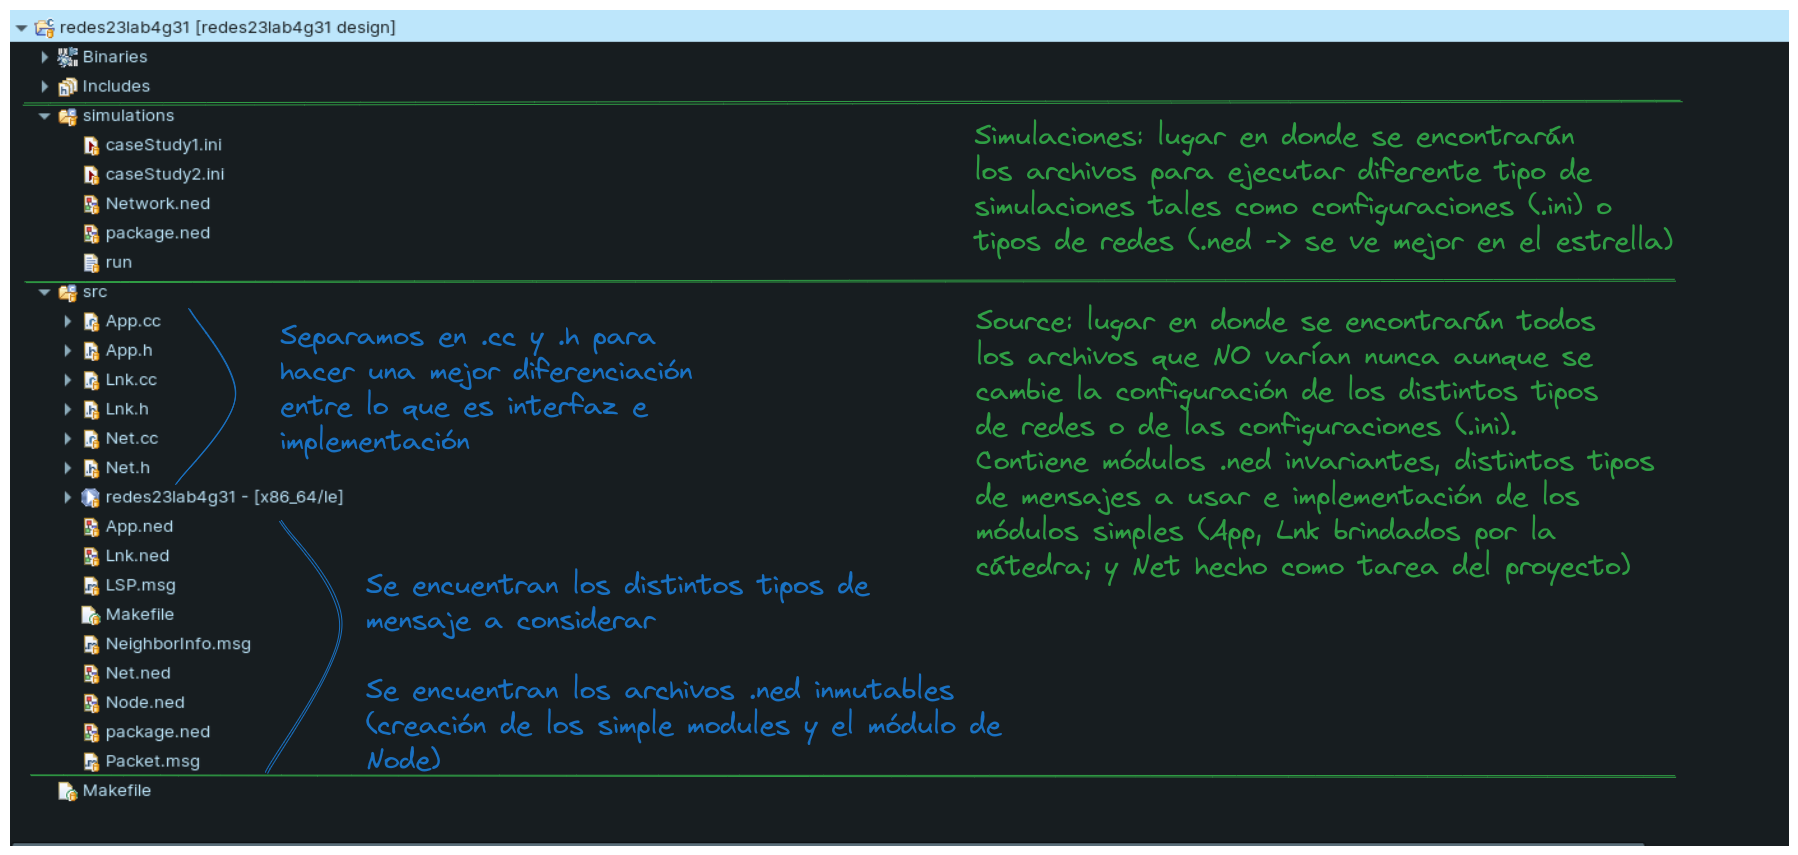 redes23lab4g31 [redes23lab4g31 design]
Binaries
Includes
simulations
caseStudy1.ini
caseStudy2.ini
Network.ned
package.ned
run
Simulaciones: lugar en donde se encontrarán
los archivos para ejecutar diferente tipo de
simulaciones tales como configuraciones (.ini) o
tipos de redes (.ned -> se ve mejor en el estrella)
src
App.cc
App.h
Lnk.cc
Lnk.h
Net.cc
Net.h
redes23lab4g31 - [x86_64/le]
App.ned
Lnk.ned
LSP.msg
Makefile
NeighborInfo.msg
Net.ned
Node.ned
package.ned
Packet.msg
Separamos en .cc y .h para
hacer una mejor diferenciación
entre lo que es interfaz e
implementación
Se encuentran los distintos tipos de
mensaje a considerar
Se encuentran los archivos .ned inmutables
(creación de los simple modules y el módulo de
Node)
Source: lugar en donde se encontrarán todos
los archivos que NO varían nunca aunque se
cambie la configuración de los distintos tipos
de redes o de las configuraciones (.ini).
Contiene módulos .ned invariantes, distintos tipos
de mensajes a usar e implementación de los
módulos simples (App, Lnk brindados por la
cátedra; y Net hecho como tarea del proyecto)
Makefile